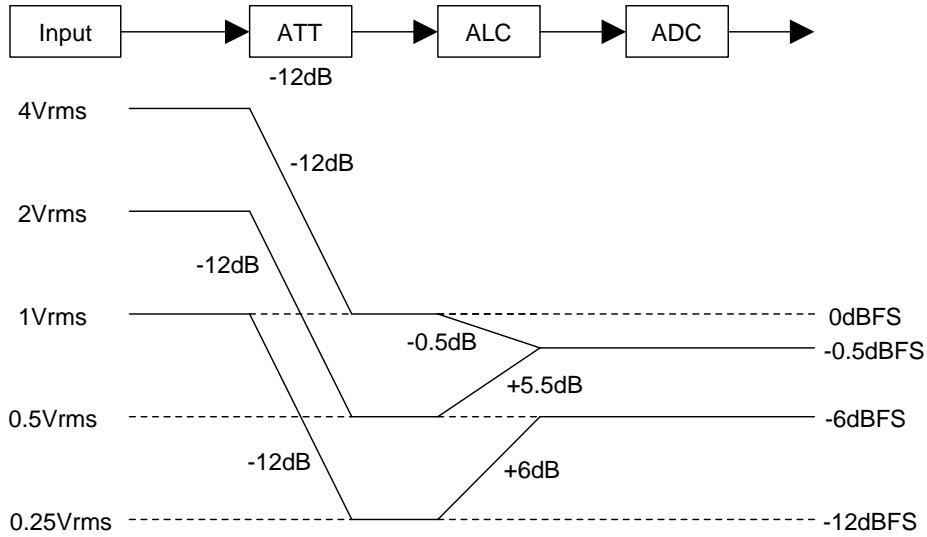 Input ATT ALC ADC
-12dB
4Vrms
-12dB
2Vrms
-12dB
1Vrms 0dBFS
-0.5dB -0.5dBFS
+5.5dB
0.5Vrms -6dBFS
-12dB +6dB
0.25Vrms -12dBFS